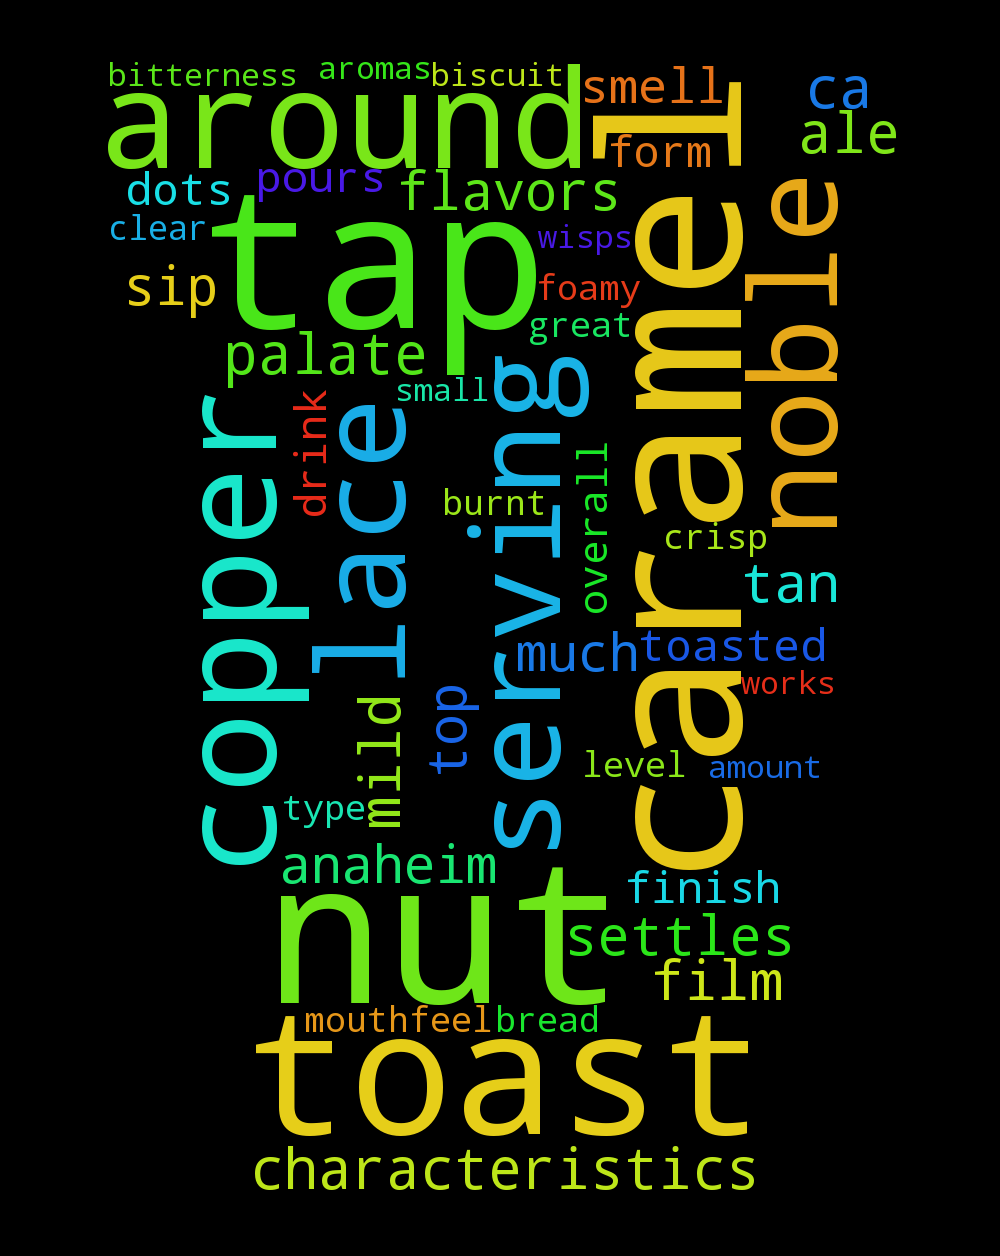 bitterness
aromas
biscuit
around
smell
ca
ale
form
dots
pours
flavors
clear
tap
wisps
caramel
noble
sip
foamy
great
palate
small
copper
drink
lace
serving
burnt
overall
crisp
tan
much
toasted
works
mild
top
level
amount
type
anaheim
nut
finish
settles
film
mouthfeel
bread
toast
characteristics